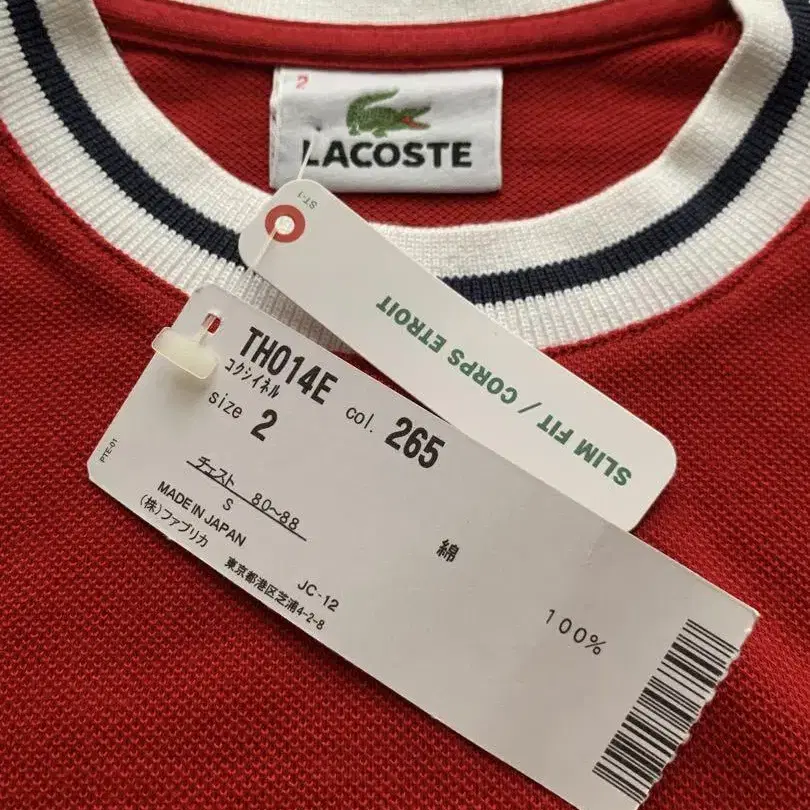 2
LACOSTE
ST-1
SLIM FIT / CORPS ETROIT
TH014E
コクシイネル
size 2 col. 265
チェスト 80~88
S
MADE IN JAPAN
(株)ファブリカ
JC-12
東京都港区芝浦4-2-8
綿
100%
PTE-01